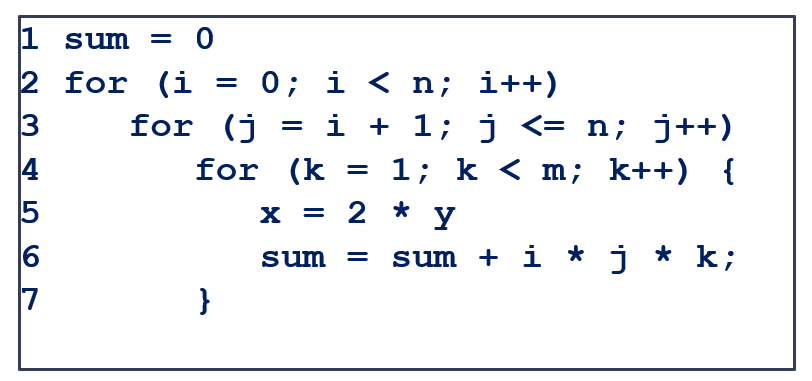 1 sum = 0
2 for (i = 0; i < n; i++)
3    for (j = i + 1; j <= n; j++)
4       for (k = 1; k < m; k++) {
5          x = 2 * y
6          sum = sum + i * j * k;
7       }